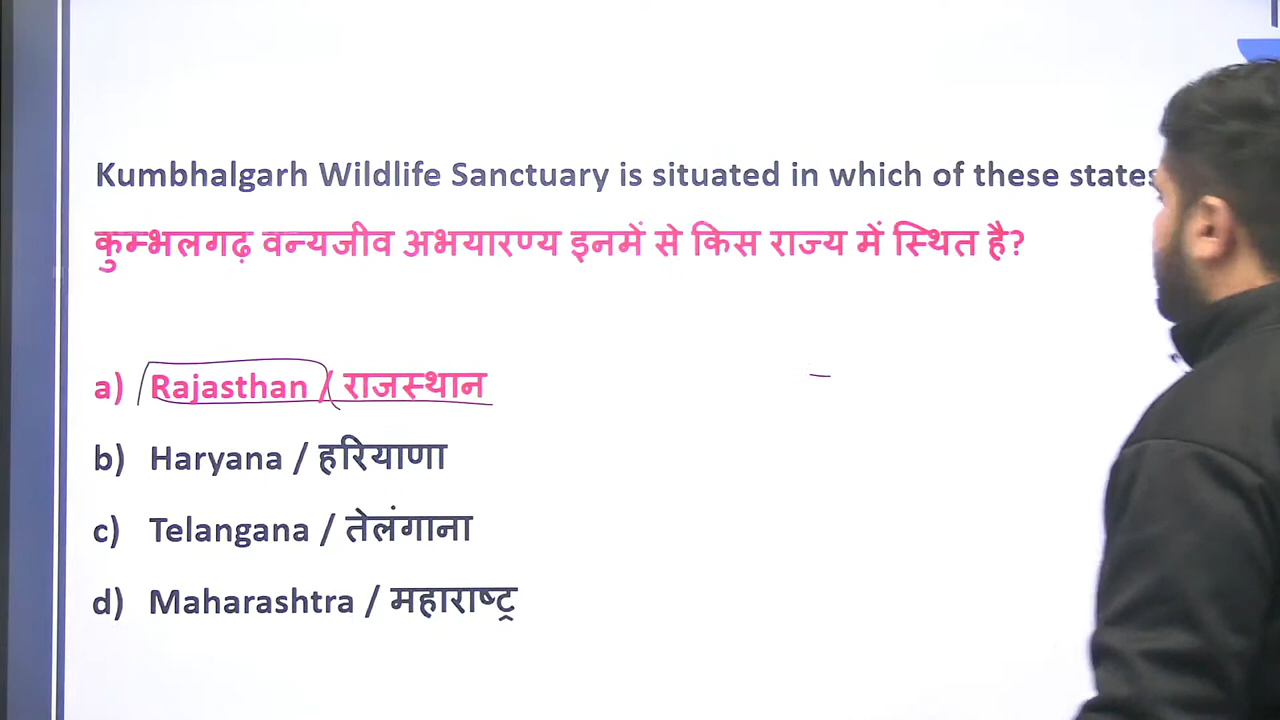 Kumbhalgarh Wildlife Sanctuary is situated in which of these states
कुम्भलगढ़ वन्यजीव अभयारण्य इनमें से किस राज्य में स्थित है?
a) Rajasthan / राजस्थान
b) Haryana / हरियाणा
c) Telangana / तेलंगाना
d) Maharashtra / महाराष्ट्र